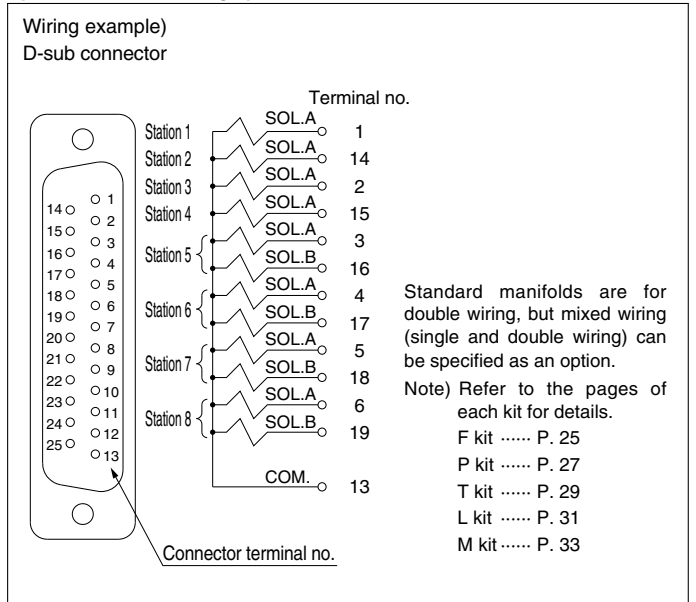 Wiring example)
D-sub connector
Terminal no.
Station 1 SOL.A 1
Station 2 SOL.A 14
Station 3 SOL.A 2
Station 4 SOL.A 15
Station 5 SOL.A 3
SOL.B 16
Station 6 SOL.A 4
SOL.B 17
Station 7 SOL.A 5
SOL.B 18
Station 8 SOL.A 6
SOL.B 19
COM. 13
1
2
3
4
5
6
7
8
9
10
11
12
13
14
15
16
17
18
19
20
21
22
23
24
25
Connector terminal no.
Standard manifolds are for
double wiring, but mixed wiring
(single and double wiring) can
be specified as an option.
Note) Refer to the pages of
each kit for details.
F kit ······ P. 25
P kit ······ P. 27
T kit ······ P. 29
L kit ······ P. 31
M kit ······ P. 33